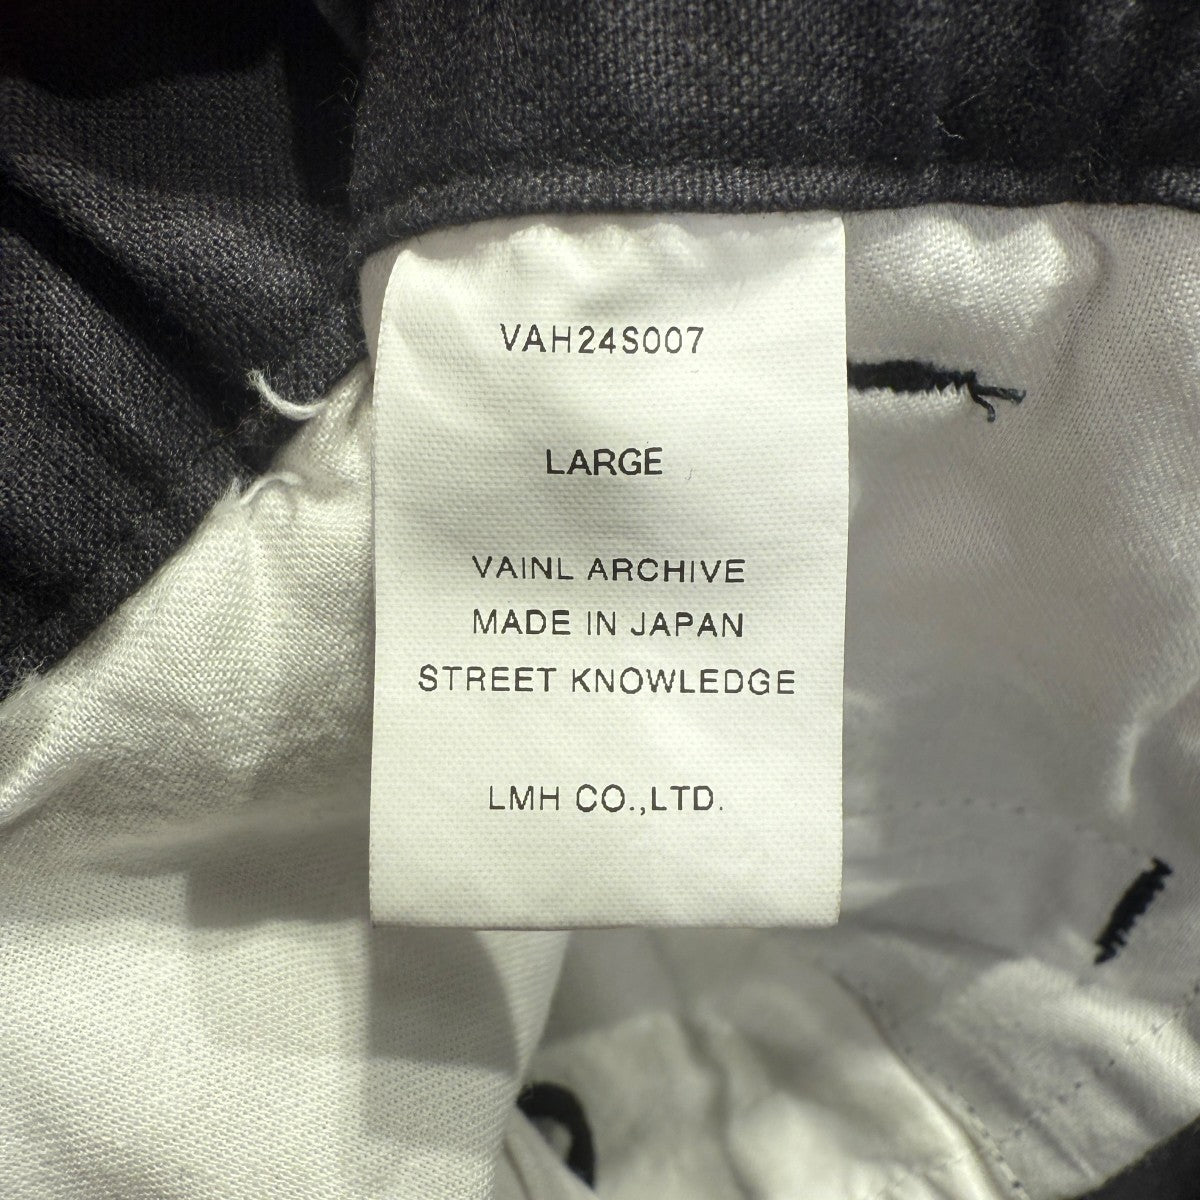 VAH24S007
LARGE
VAINL ARCHIVE
MADE IN JAPAN
STREET KNOWLEDGE
LMH CO.,LTD.